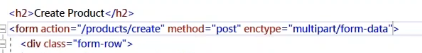 <h2>Create Product</h2>
<form action="/products/create" method="post" enctype="multipart/form-data">
<div class="form-row">